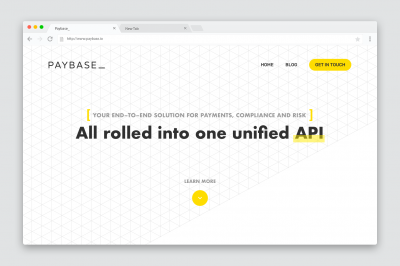 Paybase_
New Tab
http://www.paybase.io
PAYBASE_
HOME
BLOG
GET IN TOUCH
[ YOUR END-TO-END SOLUTION FOR PAYMENTS, COMPLIANCE AND RISK ]
All rolled into one unified API
LEARN MORE